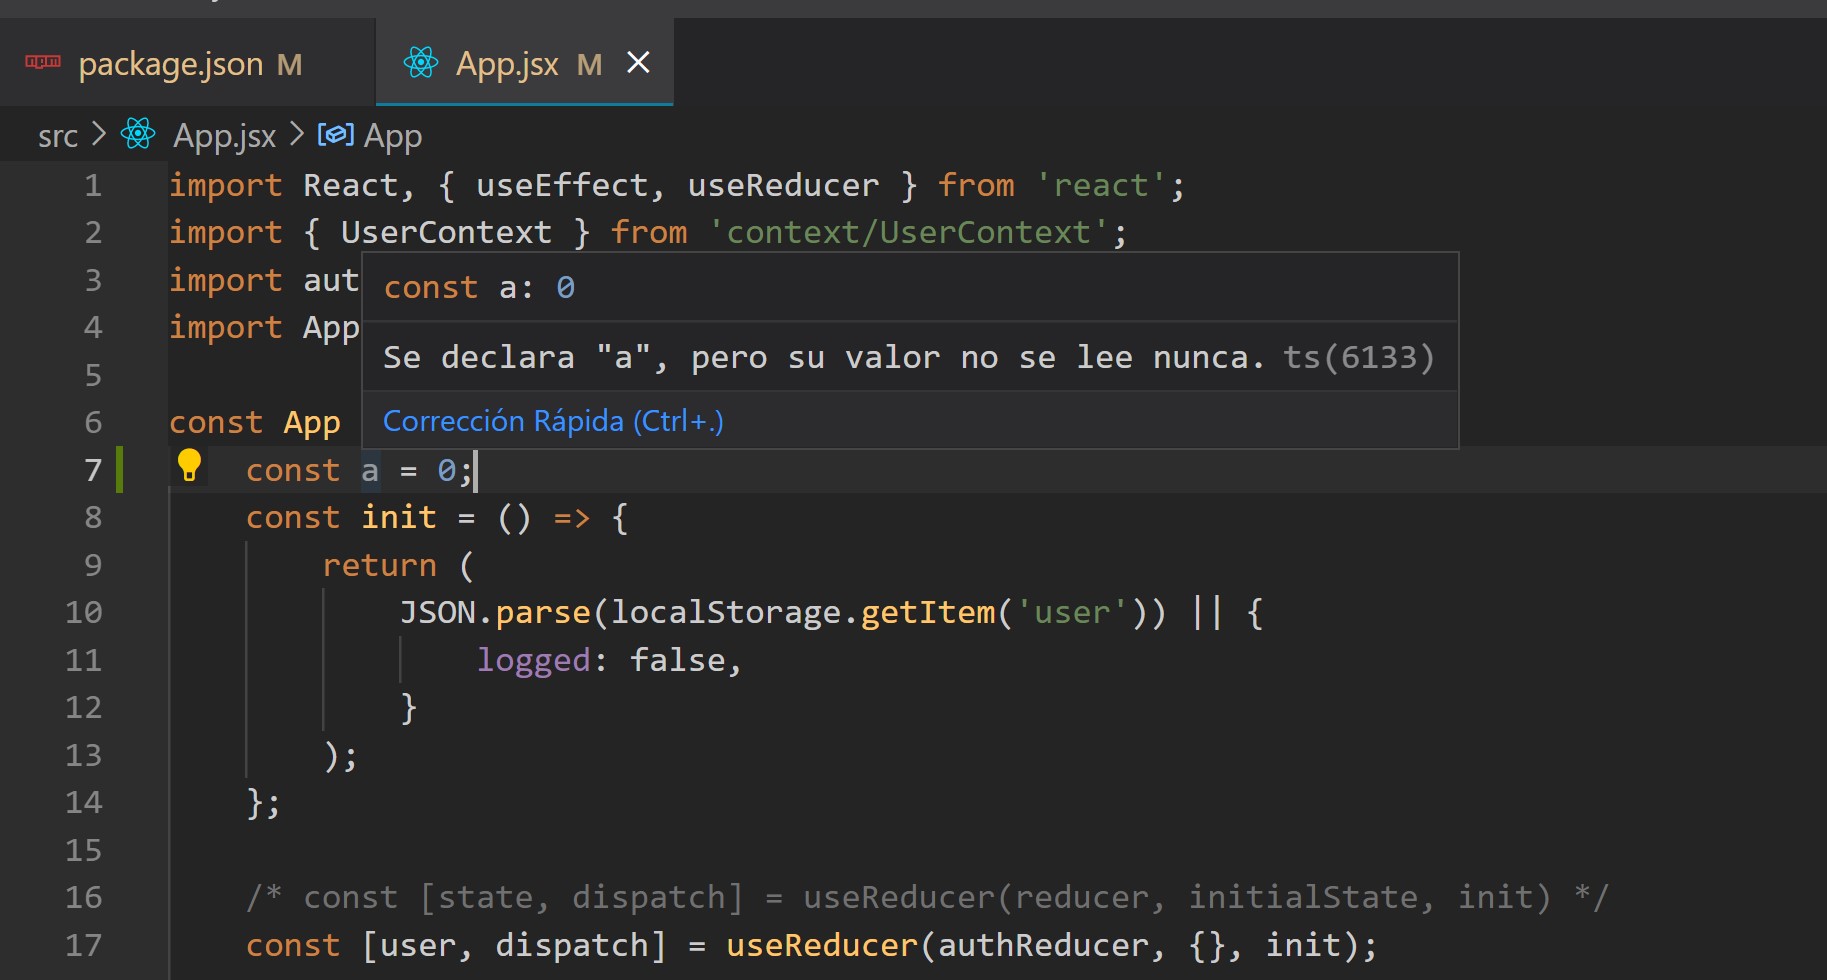 package.json M App.jsx M
src > App.jsx > App
1 import React, { useEffect, useReducer } from 'react';
2 import { UserContext } from 'context/UserContext';
3 import aut
4 import App
const a: 0
Se declara "a", pero su valor no se lee nunca. ts(6133)
Corrección Rápida (Ctrl+.)
5
6 const App
7 const a = 0;
8 const init = () => {
9 return (
10 JSON.parse(localStorage.getItem('user')) || {
11 logged: false,
12 }
13 );
14 };
15
16 /* const [state, dispatch] = useReducer(reducer, initialState, init) */
17 const [user, dispatch] = useReducer(authReducer, {}, init);